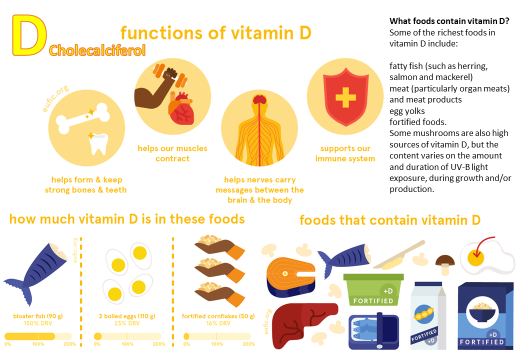 D
Cholecalciferol
functions of vitamin D
eufic.org
helps form & keep
strong bones & teeth
helps our muscles
contract
helps nerves carry
messages between the
brain & the body
supports our
immune system
What foods contain vitamin D?
Some of the richest foods in
vitamin D include:
fatty fish (such as herring,
salmon and mackerel)
meat (particularly organ meats)
and meat products
egg yolks
fortified foods.
Some mushrooms are also high
sources of vitamin D, but the
content varies on the amount
and duration of UV-B light
exposure, during growth and/or
production.
how much vitamin D is in these foods
bloater fish (90 g)
150% DRV
0%
200%
2 boiled eggs (110 g)
25% DRV
0%
200%
fortified cornflakes (50 g)
0%
200%
foods that contain vitamin D
+D
FORTIFIED
+D
FORTIFIED
+D
FORTIFIED